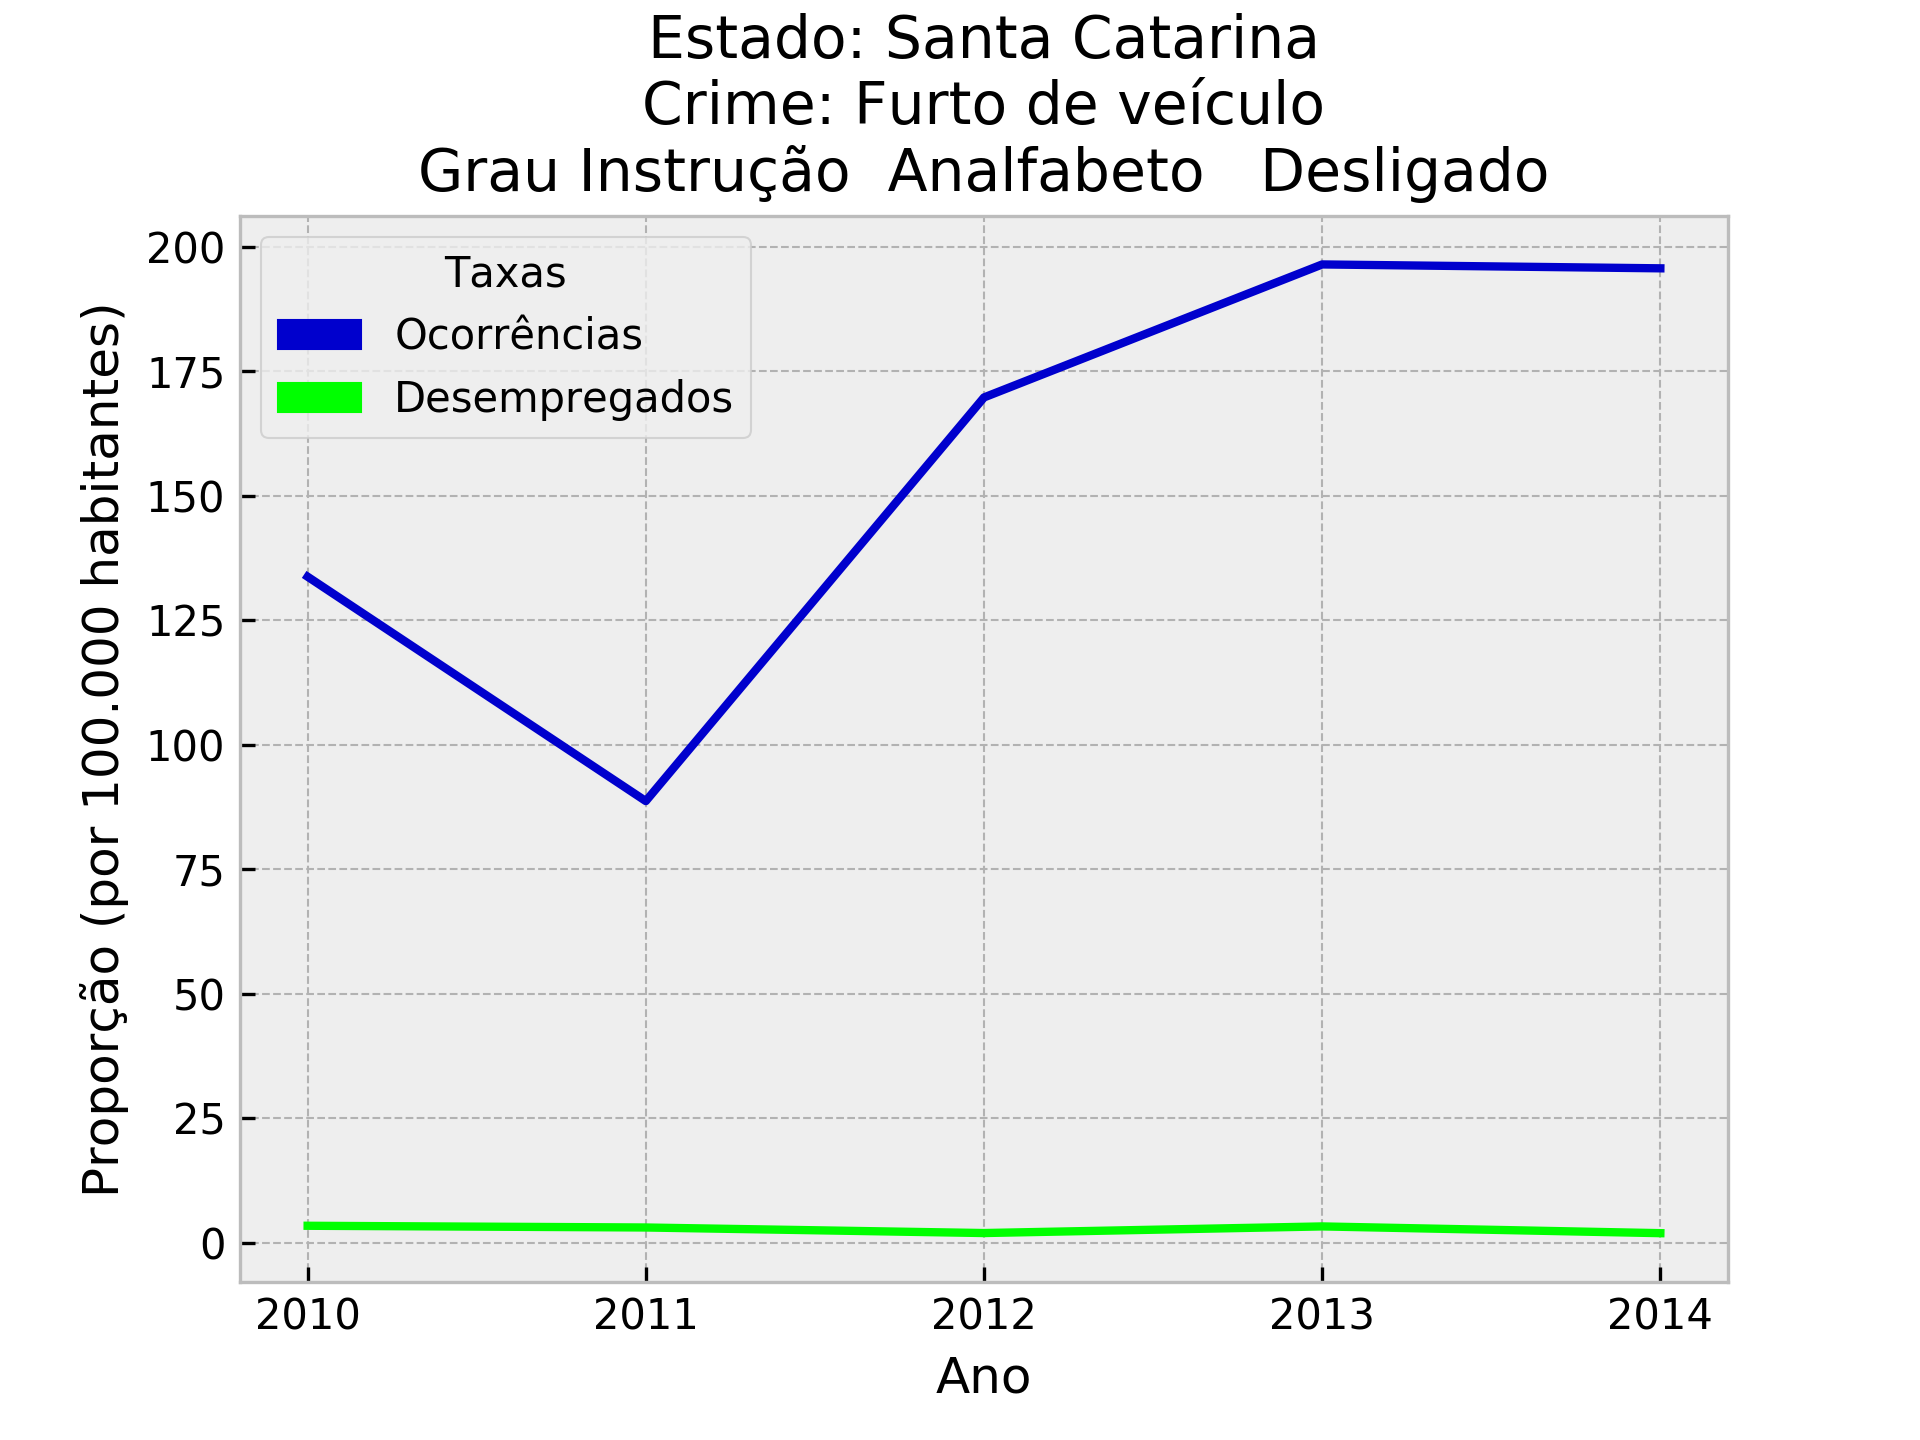 Estado: Santa Catarina
Crime: Furto de veículo
Grau Instrução  Analfabeto   Desligado
Taxas
Ocorrências
Desempregados
Proporção (por 100.000 habitantes)
200
175
150
125
100
75
50
25
0
2010 2011 2012 2013 2014
Ano